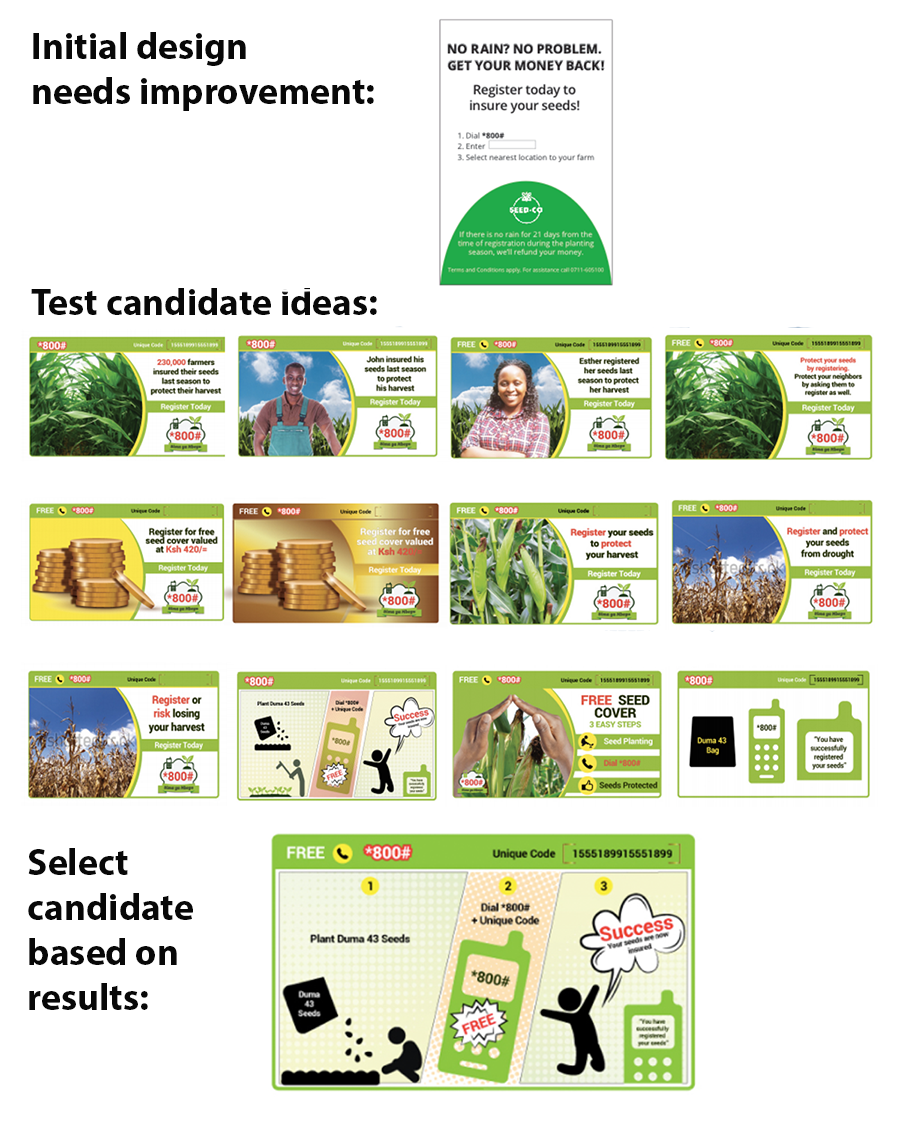 Initial design
needs improvement:
NO RAIN? NO PROBLEM.
GET YOUR MONEY BACK!
Register today to
insure your seeds!
1. Dial *800#
2. Enter
3. Select nearest location to your farm
SEED·CO
If there is no rain for 21 days from the
time of registration during the planting
season, we'll refund your money.
Terms and Conditions apply. For assistance call 0711-605100
Test candidate ideas:
*800# Unique Code 1555189915551899
230,000 farmers
insured their seeds
last season to
protect their harvest
Register Today
*800#
*800# Unique Code 1555189915551899
John insured his
seeds last season
to protect
his harvest
Register Today
*800#
FREE *800# Unique Code 1555189915551899
Esther registered
her seeds last
season to protect
her harvest
Register Today
*800#
FREE *800# Unique Code 1555189915551899
Protect your seeds
by registering.
Protect your neighbors
by asking them to
register as well.
Register Today
*800#
FREE *800# Unique Code
Register for free
seed cover valued
at Ksh 420/=
Register Today
*800#
FREE *800# Unique Code
Register for free
seed cover valued
at Ksh 420/=
Register Today
*800#
FREE *800# Unique Code
Register your seeds
to protect
your harvest
Register Today
*800#
FREE *800# Unique Code
Register and protect
your seeds
from drought
Register Today
*800#
FREE *800# Unique Code
Register or
risk losing
your harvest
Register Today
*800#
*800# Unique Code 1555189915551899
Plant Duma 43 Seeds
Dial *800#
+ Unique Code
*800#
FREE
Success
Your seeds are now
insured
FREE *800# Unique Code 1555189915551899
FREE SEED
COVER
3 EASY STEPS
Seed Planting
Dial *800#
Seeds Protected
*800#
*800# Unique Code 1555189915551899
Duma 43
Bag
*800#
"You have
successfully
registered
your seeds"
Select
candidate
based on
results:
FREE *800# Unique Code 1555189915551899
1
Plant Duma 43 Seeds
Duma
43
Seeds
2
Dial *800#
+ Unique Code
*800#
FREE
3
Success
Your seeds are now
insured
"You have
successfully
registered
your seeds"